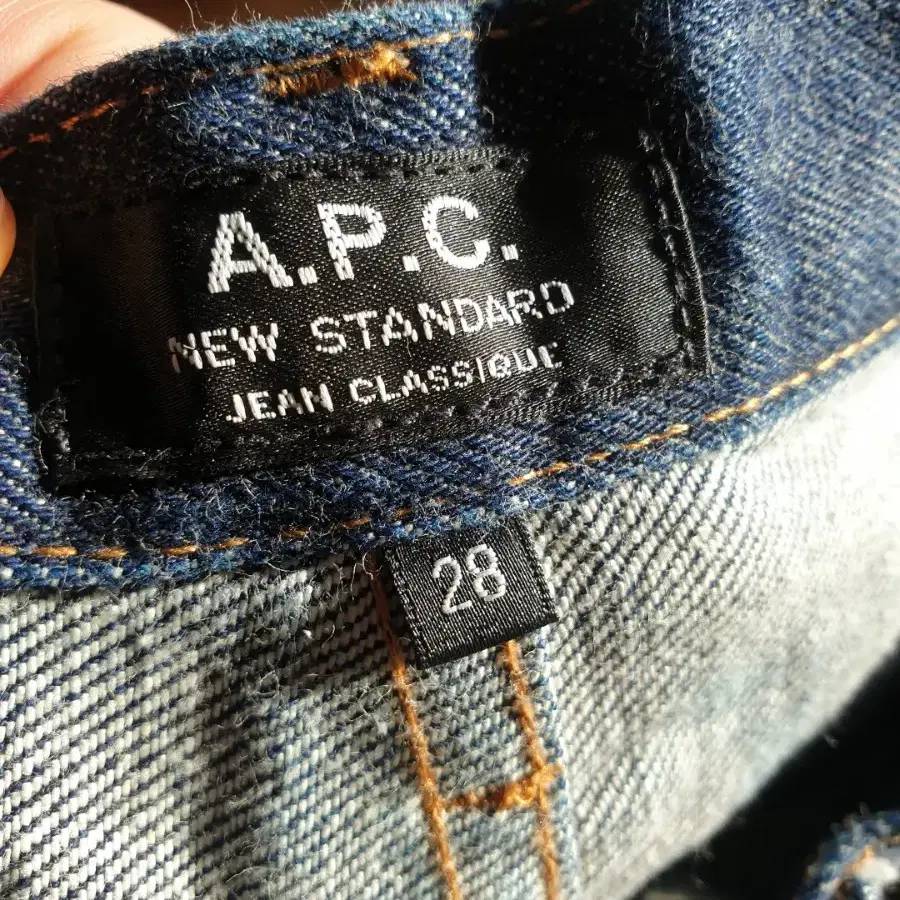 A.P.C.
NEW STANDARD
JEAN CLASSIQUE
28